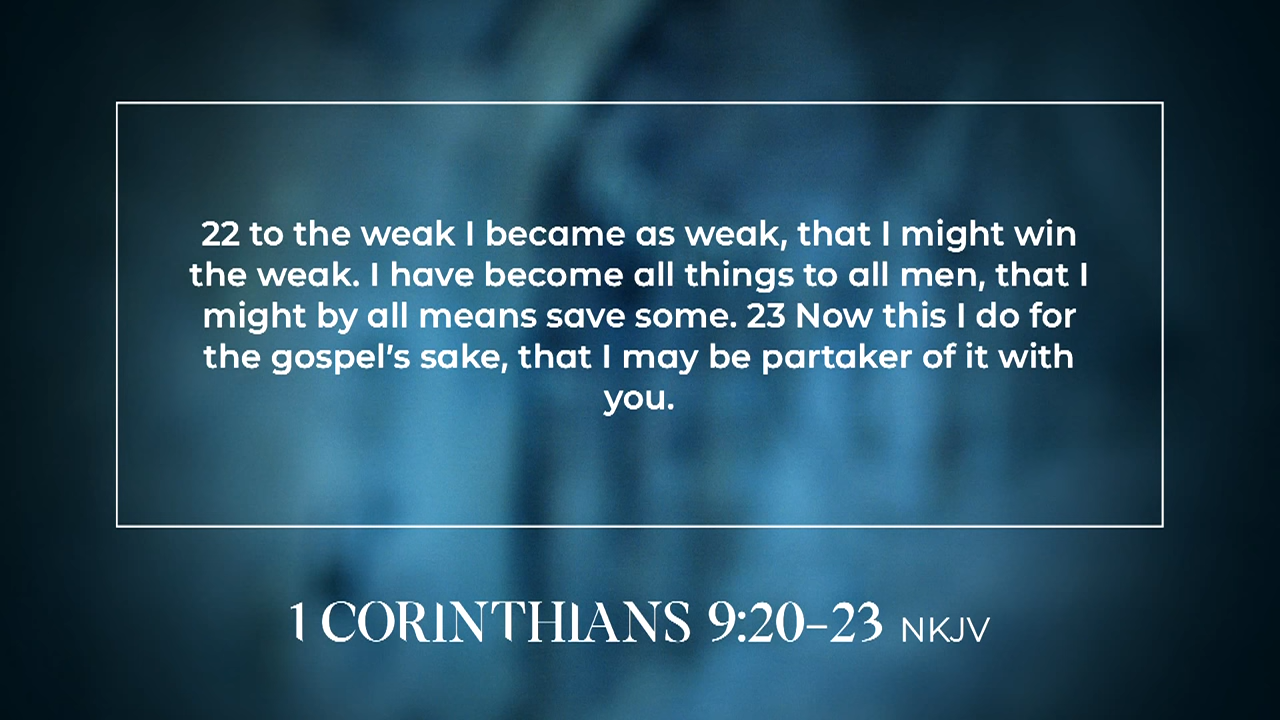 22 to the weak I became as weak, that I might win
the weak. I have become all things to all men, that I
might by all means save some. 23 Now this I do for
the gospel’s sake, that I may be partaker of it with
you.
1 CORINTHIANS 9:20–23 NKJV